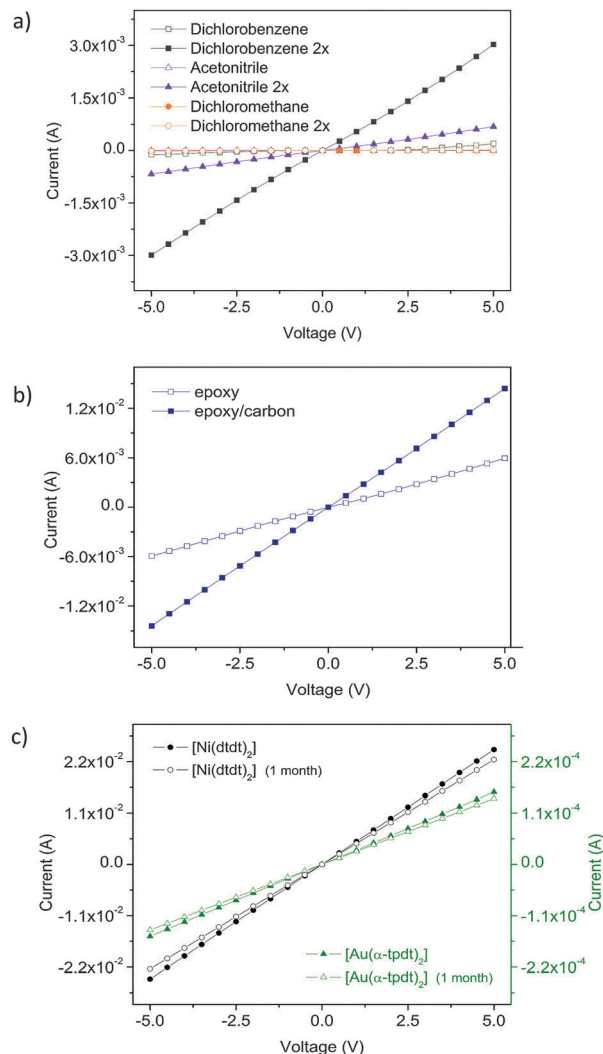 a)
3.0x10⁻³
1.5x10⁻³
0.0
-1.5x10⁻³
-3.0x10⁻³
Current (A)
Dichlorobenzene
Dichlorobenzene 2x
Acetonitrile
Acetonitrile 2x
Dichloromethane
Dichloromethane 2x
-5.0 -2.5 0.0 2.5 5.0
Voltage (V)
b)
1.2x10⁻²
6.0x10⁻³
0.0
-6.0x10⁻³
-1.2x10⁻²
Current (A)
epoxy
epoxy/carbon
-5.0 -2.5 0.0 2.5 5.0
Voltage (V)
c)
2.2x10⁻²
1.1x10⁻²
0.0
-1.1x10⁻²
-2.2x10⁻²
Current (A)
[Ni(dtdt)₂]
[Ni(dtdt)₂] (1 month)
[Au(α-tpdt)₂]
[Au(α-tpdt)₂] (1 month)
2.2x10⁻⁴
1.1x10⁻⁴
0.0
-1.1x10⁻⁴
-2.2x10⁻⁴
Current (A)
-5.0 -2.5 0.0 2.5 5.0
Voltage (V)